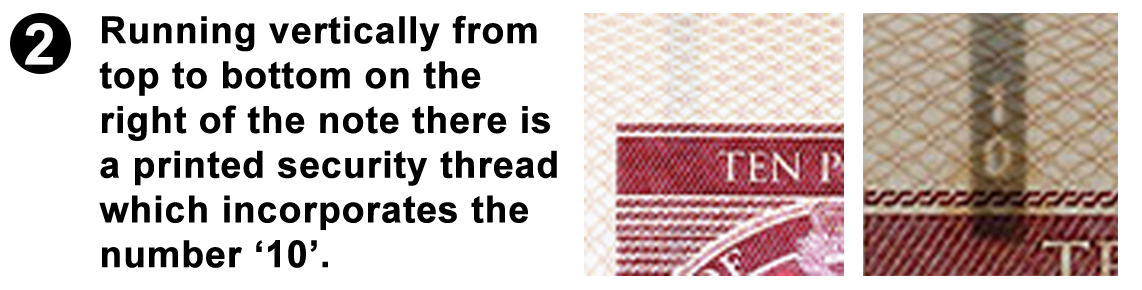 2
Running vertically from
top to bottom on the
right of the note there is
a printed security thread
which incorporates the
number ‘10’.
TEN P
OF
10
TE